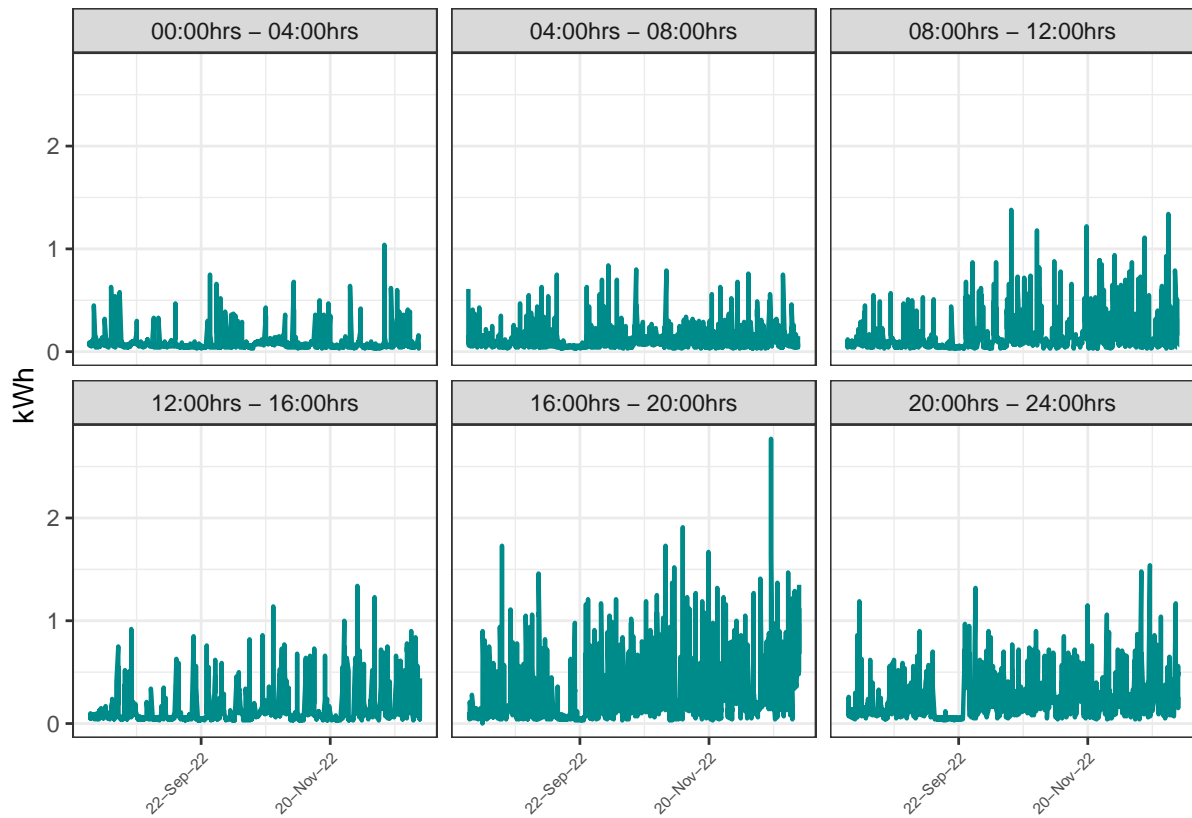 00:00hrs – 04:00hrs
04:00hrs – 08:00hrs
08:00hrs – 12:00hrs
2
1
0
kWh
12:00hrs – 16:00hrs
16:00hrs – 20:00hrs
20:00hrs – 24:00hrs
2
1
0
22–Sep–22
20–Nov–22
22–Sep–22
20–Nov–22
22–Sep–22
20–Nov–22